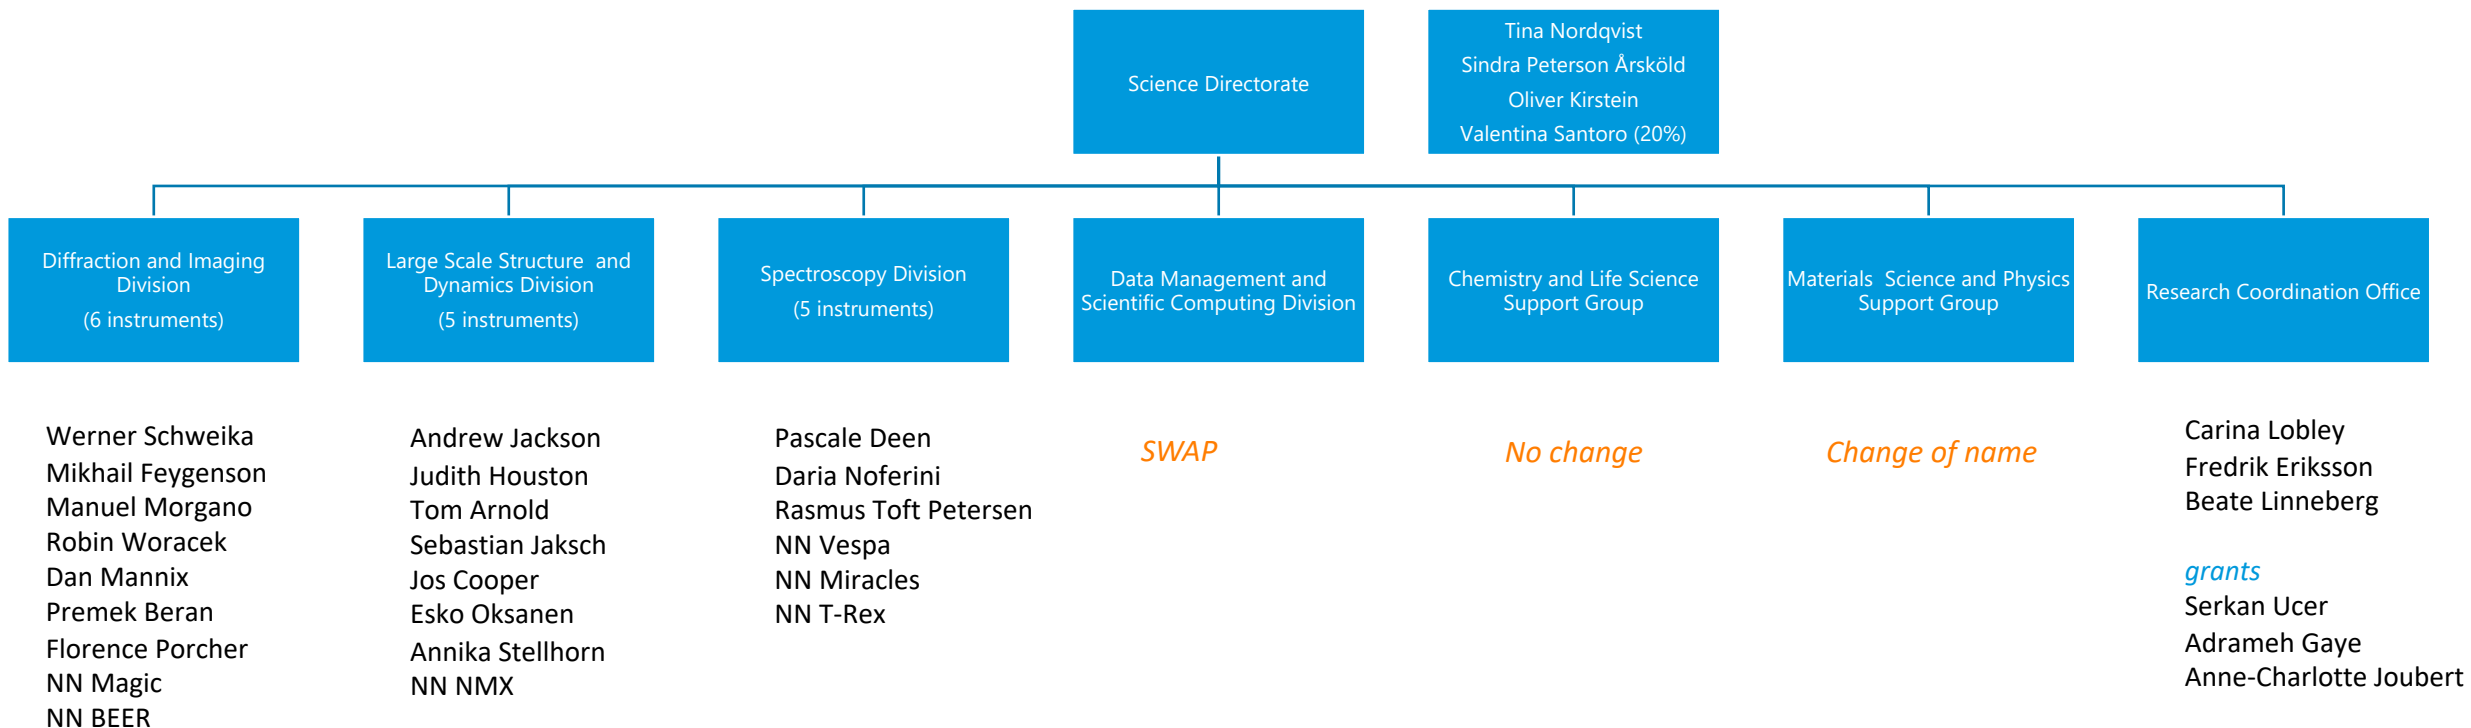 Science Directorate
Tina Nordqvist
Sindra Peterson Årsköld
Oliver Kirstein
Valentina Santoro (20%)
Diffraction and Imaging
Division
(6 instruments)
Large Scale Structure and
Dynamics Division
(5 instruments)
Spectroscopy Division
(5 instruments)
Data Management and
Scientific Computing Division
Chemistry and Life Science
Support Group
Materials Science and Physics
Support Group
Research Coordination Office
Werner Schweika
Mikhail Feygenson
Manuel Morgano
Robin Woracek
Dan Mannix
Premek Beran
Florence Porcher
NN Magic
NN BEER
Andrew Jackson
Judith Houston
Tom Arnold
Sebastian Jaksch
Jos Cooper
Esko Oksanen
Annika Stellhorn
NN NMX
Pascale Deen
Daria Noferini
Rasmus Toft Petersen
NN Vespa
NN Miracles
NN T-Rex
SWAP
No change
Change of name
Carina Lobley
Fredrik Eriksson
Beate Linneberg
grants
Serkan Ucer
Adrameh Gaye
Anne-Charlotte Joubert